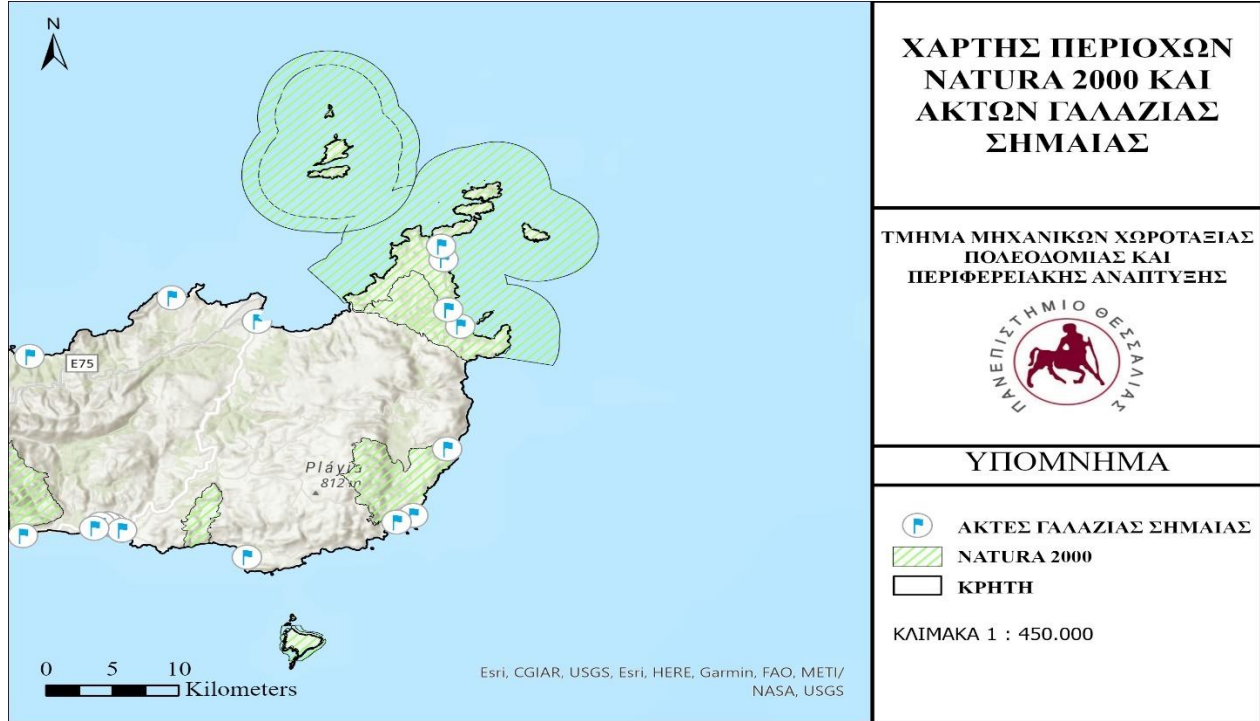 N
E75
Pláyia
812 m
0 5 10
Kilometers
Esri, CGIAR, USGS, Esri, HERE, Garmin, FAO, METI/
NASA, USGS
ΧΑΡΤΗΣ ΠΕΡΙΟΧΩΝ
NATURA 2000 ΚΑΙ
ΑΚΤΩΝ ΓΑΛΑΖΙΑΣ
ΣΗΜΑΙΑΣ
ΤΜΗΜΑ ΜΗΧΑΝΙΚΩΝ ΧΩΡΟΤΑΞΙΑΣ
ΠΟΛΕΟΔΟΜΙΑΣ ΚΑΙ
ΠΕΡΙΦΕΡΕΙΑΚΗΣ ΑΝΑΠΤΥΞΗΣ
ΠΑΝΕΠΙΣΤΗΜΙΟ ΘΕΣΣΑΛΙΑΣ
ΥΠΟΜΝΗΜΑ
ΑΚΤΕΣ ΓΑΛΑΖΙΑΣ ΣΗΜΑΙΑΣ
NATURA 2000
ΚΡΗΤΗ
ΚΛΙΜΑΚΑ 1 : 450.000